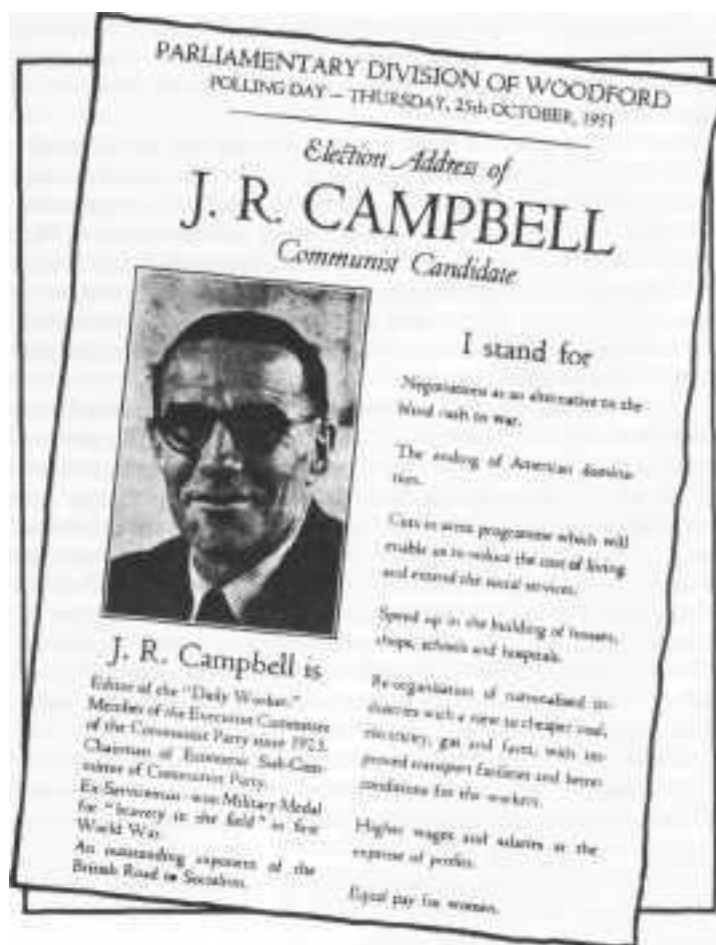 PARLIAMENTARY DIVISION OF WOODFORD
POLLING DAY — THURSDAY, 25th OCTOBER, 1951
Election Address of
J. R. CAMPBELL
Communist Candidate
J. R. Campbell is
Editor of the "Daily Worker."
Member of the Executive Committee
of the Communist Party since 1923.
Chairman of Economic Sub-Com-
mittee of Communist Party.
Ex-Serviceman—won Military Medal
for "bravery in the field" in first
World War.
An outstanding exponent of the
British Road to Socialism.
I stand for
Negotiations as an alternative to the
blind rush to war.
The ending of American domina-
tion.
Cuts in arms programme which will
enable us to reduce the cost of living
and extend the social services.
Speed up in the building of houses,
shops, schools and hospitals.
Re-organisation of nationalised in-
dustries with a view to cheaper coal,
electricity, gas and fares, with im-
proved transport facilities and better
conditions for the workers.
Higher wages and salaries at the
expense of profits.
Equal pay for women.